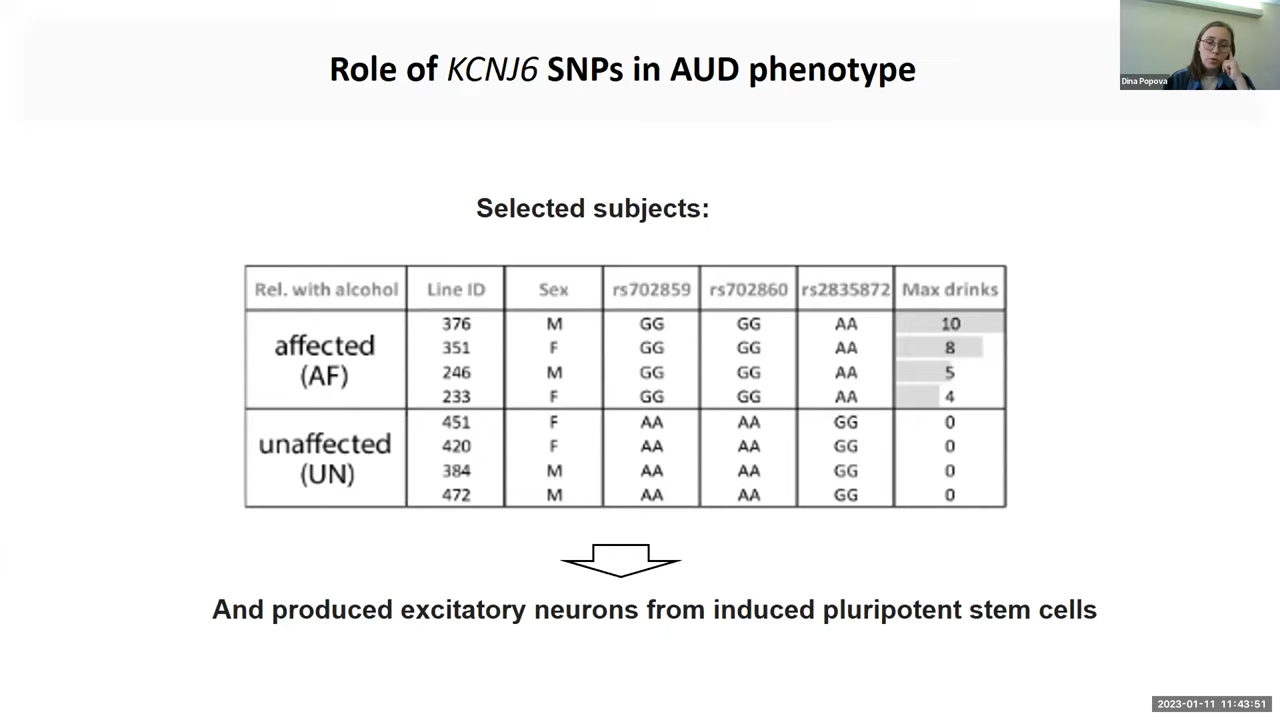 Role of KCNJ6 SNPs in AUD phenotype
Dina Popova
Selected subjects:
Rel. with alcohol Line ID Sex rs702859 rs702860 rs2835872 Max drinks
affected (AF)
376 M GG GG AA 10
351 F GG GG AA 8
246 M GG GG AA 5
233 F GG GG AA 4
unaffected (UN)
451 F AA AA GG 0
420 F AA AA GG 0
384 M AA AA GG 0
472 M AA AA GG 0
And produced excitatory neurons from induced pluripotent stem cells
2023-01-11 11:43:51